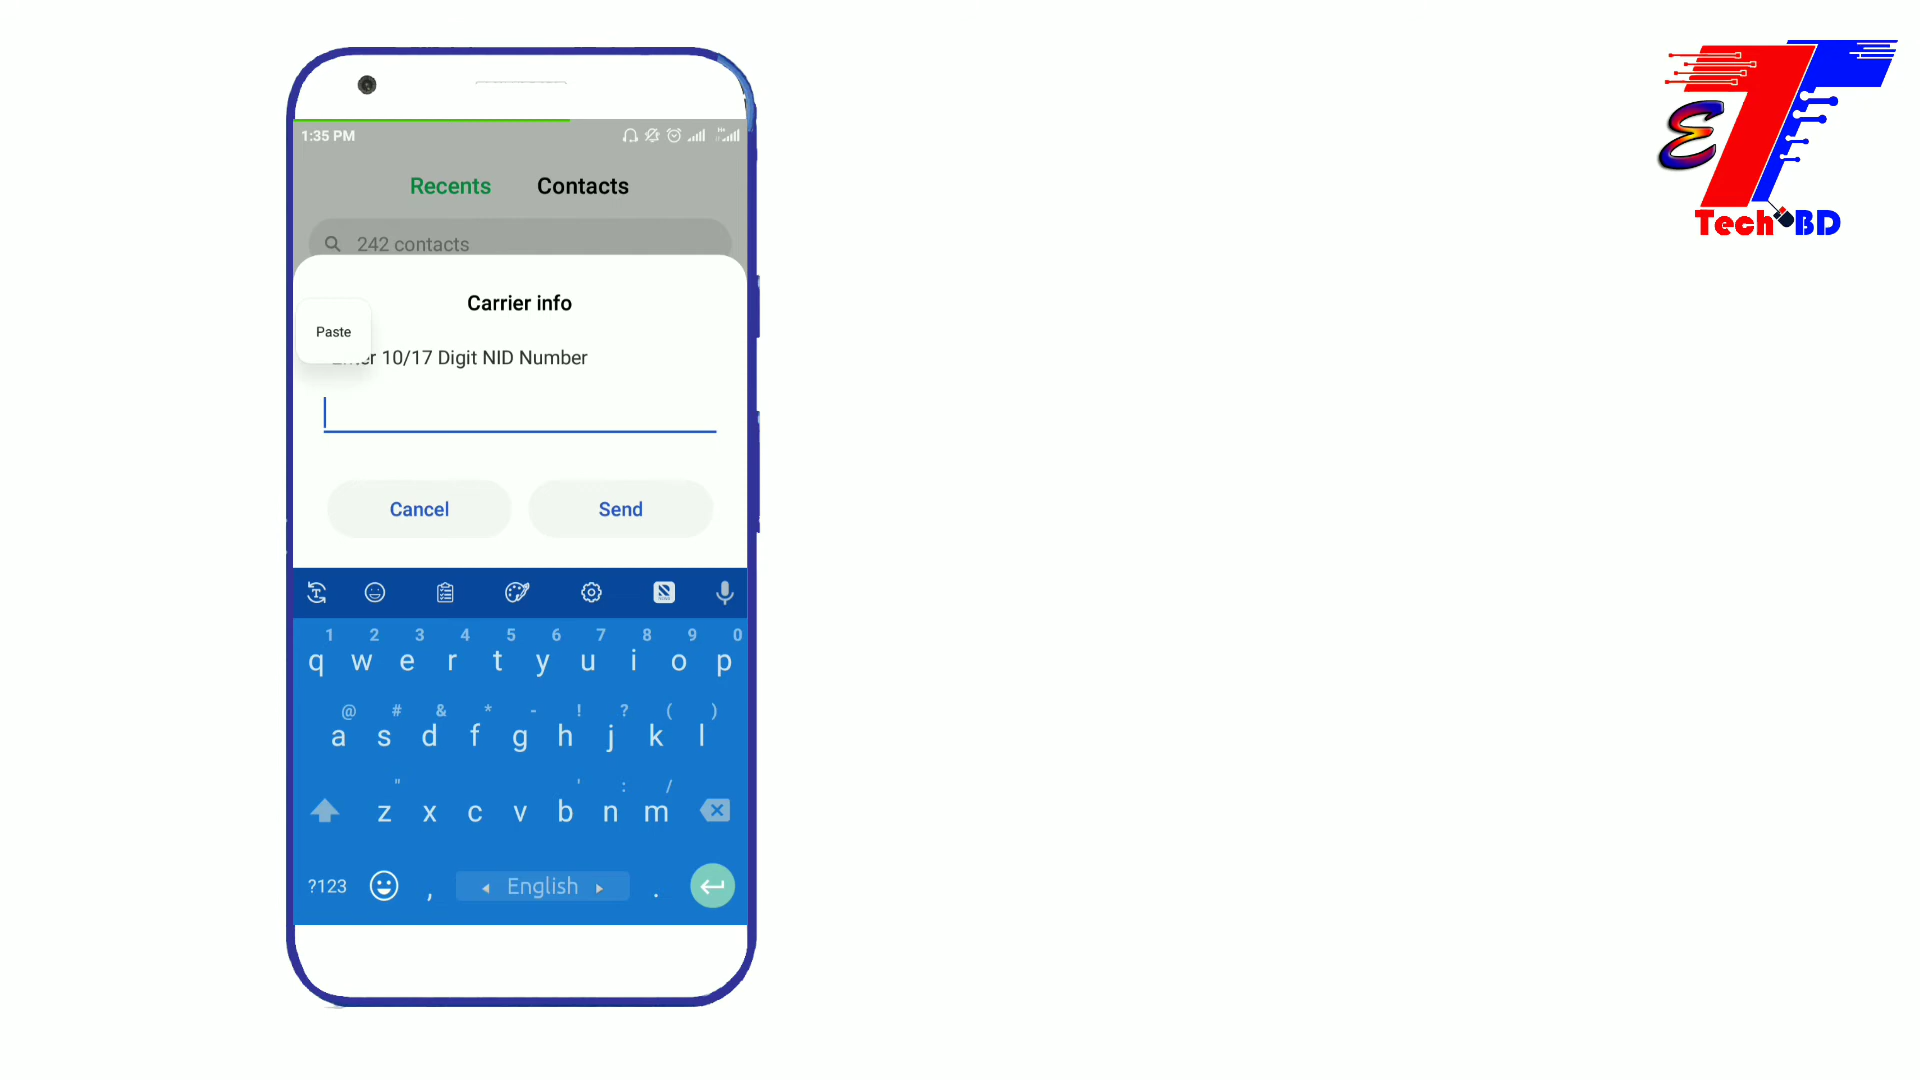 1:35 PM
Recents Contacts
242 contacts
Carrier info
Paste
10/17 Digit NID Number
Cancel Send
1 2 3 4 5 6 7 8 9 0
q w e r t y u i o p
@ # & * - ! ? ( )
a s d f g h j k l
" ' : /
z x c v b n m
?123 , English .
ε T
Tech BD